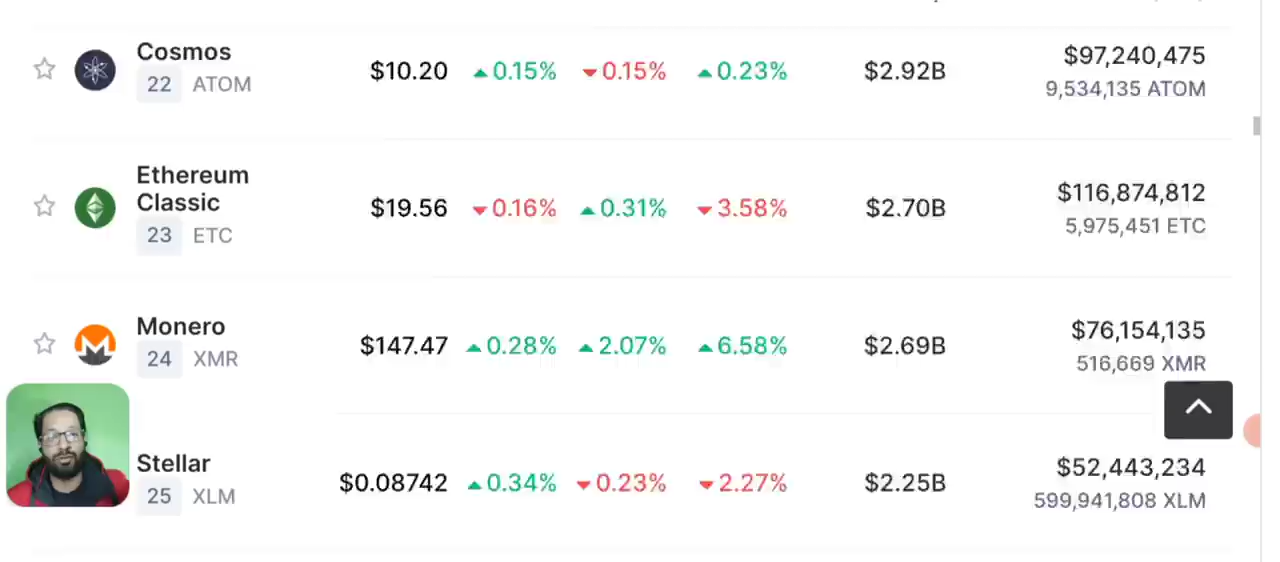 Cosmos
22 ATOM
$10.20 0.15% 0.15% 0.23% $2.92B
$97,240,475
9,534,135 ATOM
Ethereum
Classic
23 ETC
$19.56 0.16% 0.31% 3.58% $2.70B
$116,874,812
5,975,451 ETC
Monero
24 XMR
$147.47 0.28% 2.07% 6.58% $2.69B
$76,154,135
516,669 XMR
Stellar
25 XLM
$0.08742 0.34% 0.23% 2.27% $2.25B
$52,443,234
599,941,808 XLM